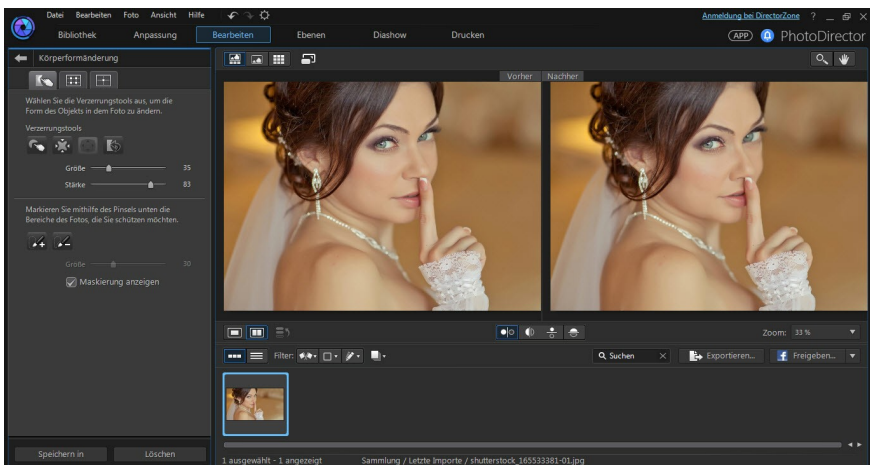 Datei Bearbeiten Foto Ansicht Hilfe
Anmeldung bei DirectorZone ?
Bibliothek Anpassung Bearbeiten Ebenen Diashow Drucken
APP PhotoDirector
Körperformänderung
Vorher Nachher
Wählen Sie die Verzerrungstools aus, um die
Form des Objekts in dem Foto zu ändern.
Verzerrungstools
Größe 35
Stärke 83
Markieren Sie mithilfe des Pinsels unten die
Bereiche des Fotos, die Sie schützen möchten.
Größe 30
Maskierung anzeigen
Zoom: 33 %
Filter:
Suchen
Exportieren...
Freigeben...
Speichern in Löschen
1 ausgewählt - 1 angezeigt Sammlung / Letzte Importe / shutterstock_165533381-01.jpg